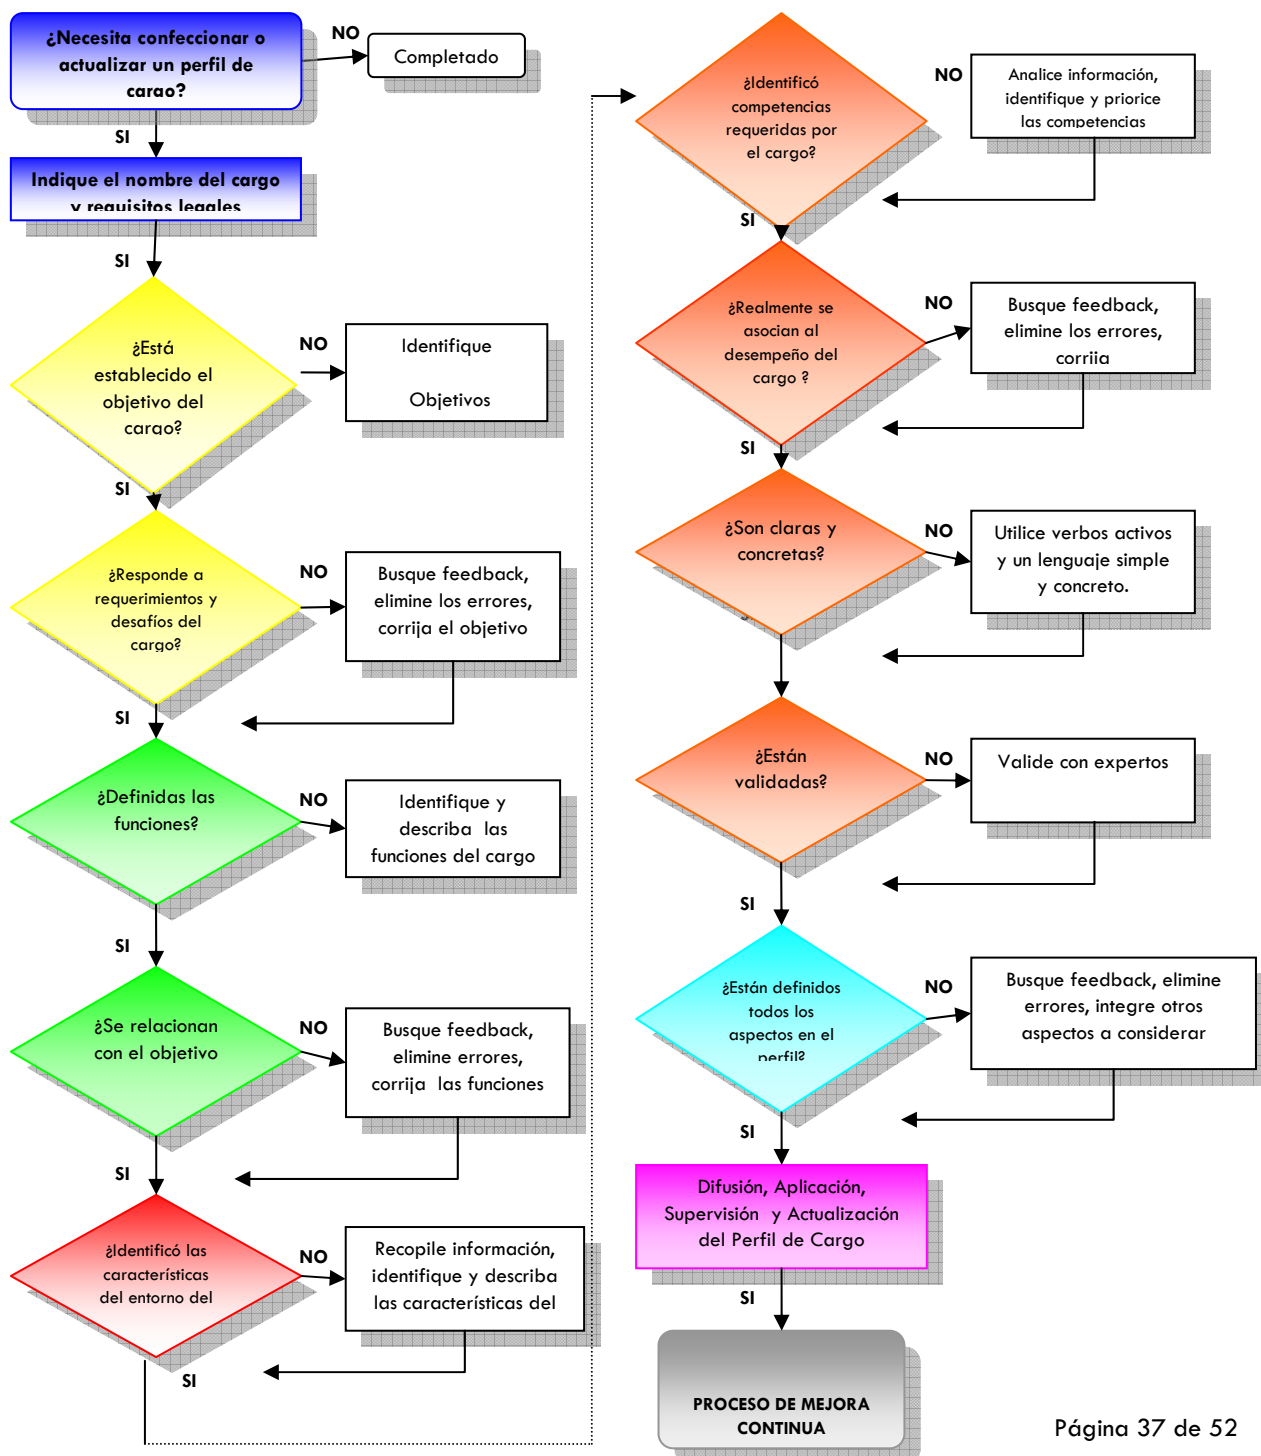 ¿Necesita confeccionar o
actualizar un perfil de
cargo?
NO
Completado
SI
Indique el nombre del cargo
y requisitos legales
SI
¿Está
establecido el
objetivo del
cargo?
NO
Identifique
Objetivos
SI
¿Responde a
requerimientos y
desafíos del
cargo?
NO
Busque feedback,
elimine los errores,
corrija el objetivo
SI
¿Definidas las
funciones?
NO
Identifique y
describa las
funciones del cargo
SI
¿Se relacionan
con el objetivo
NO
Busque feedback,
elimine errores,
corrija las funciones
SI
¿Identificó las
características
del entorno del
NO
Recopile información,
identifique y describa
las características del
SI
¿Identificó
competencias
requeridas por
el cargo?
NO
Analice información,
identifique y priorice
las competencias
SI
¿Realmente se
asocian al
desempeño del
cargo ?
NO
Busque feedback,
elimine los errores,
corrija
SI
¿Son claras y
concretas?
NO
Utilice verbos activos
y un lenguaje simple
y concreto.
¿Están
validadas?
NO
Valide con expertos
SI
¿Están definidos
todos los
aspectos en el
perfil?
NO
Busque feedback, elimine
errores, integre otros
aspectos a considerar
SI
Difusión, Aplicación,
Supervisión y Actualización
del Perfil de Cargo
SI
PROCESO DE MEJORA
CONTINUA
Página 37 de 52